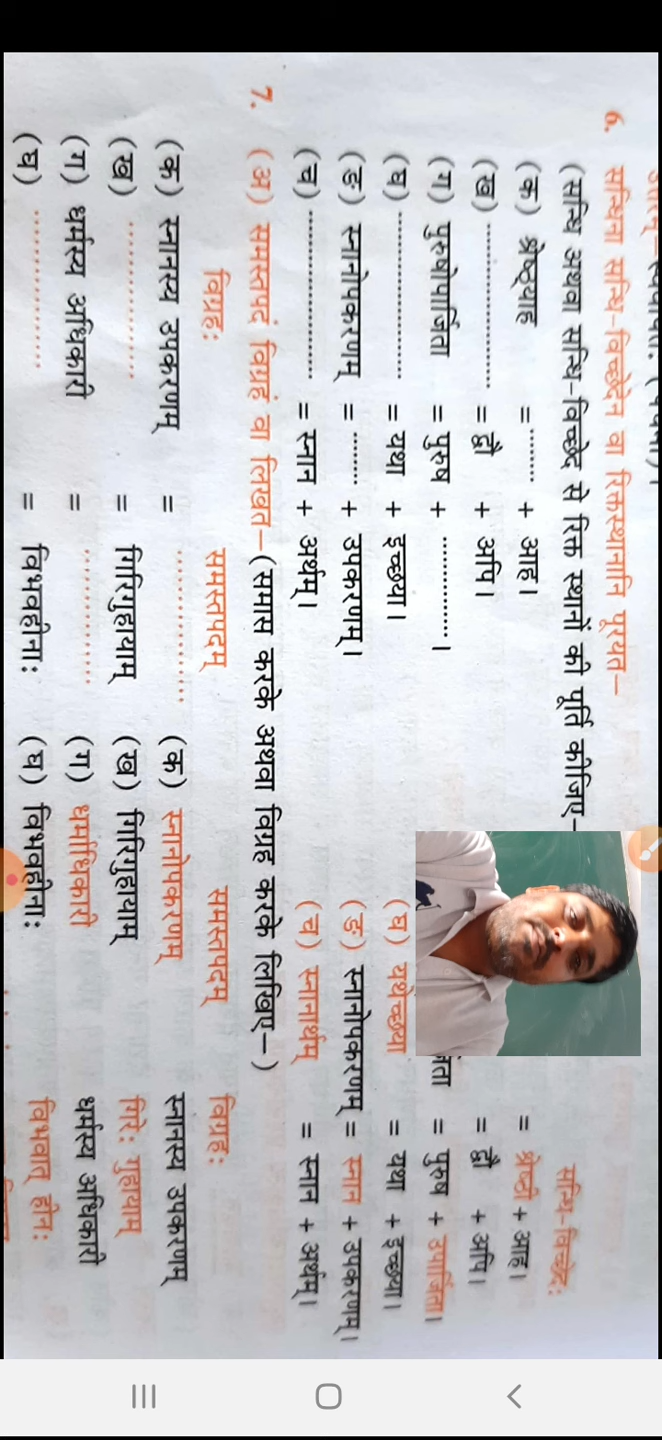 6. सन्धिना सन्धि-विच्छेदेन वा रिक्तस्थानानि पूरयत–
(सन्धि अथवा सन्धि-विच्छेद से रिक्त स्थानों की पूर्ति कीजिए–
सन्धि-विच्छेदः
(क) श्रेष्ठ्याह = ........ + आह। = श्रेष्ठी + आह।
(ख) .................... = द्वौ + अपि। = द्वौ + अपि।
(ग) पुरुषोपार्जिता = पुरुष + ............. । = पुरुष + उपार्जिता।
(घ) .................... = यथा + इच्छया। (घ) यथेच्छया = यथा + इच्छया।
(ङ) स्नानोपकरणम् = ........ + उपकरणम्। (ङ) स्नानोपकरणम् = स्नान + उपकरणम्।
(च) .................... = स्नान + अर्थम्। (च) स्नानार्थम् = स्नान + अर्थम्।
7. (अ) समस्तपदं विग्रहं वा लिखत–(समास करके अथवा विग्रह करके लिखिए–)
विग्रहः समस्तपदम् समस्तपदम् विग्रहः
(क) स्नानस्य उपकरणम् = .................... (क) स्नानोपकरणम् स्नानस्य उपकरणम्
(ख) .................... = गिरिगुहायाम् (ख) गिरिगुहायाम् गिरेः गुहायाम्
(ग) धर्मस्य अधिकारी = .................. (ग) धर्माधिकारी धर्मस्य अधिकारी
(घ) .................... = विभवहीनाः (घ) विभवहीनाः विभवात् हीनः